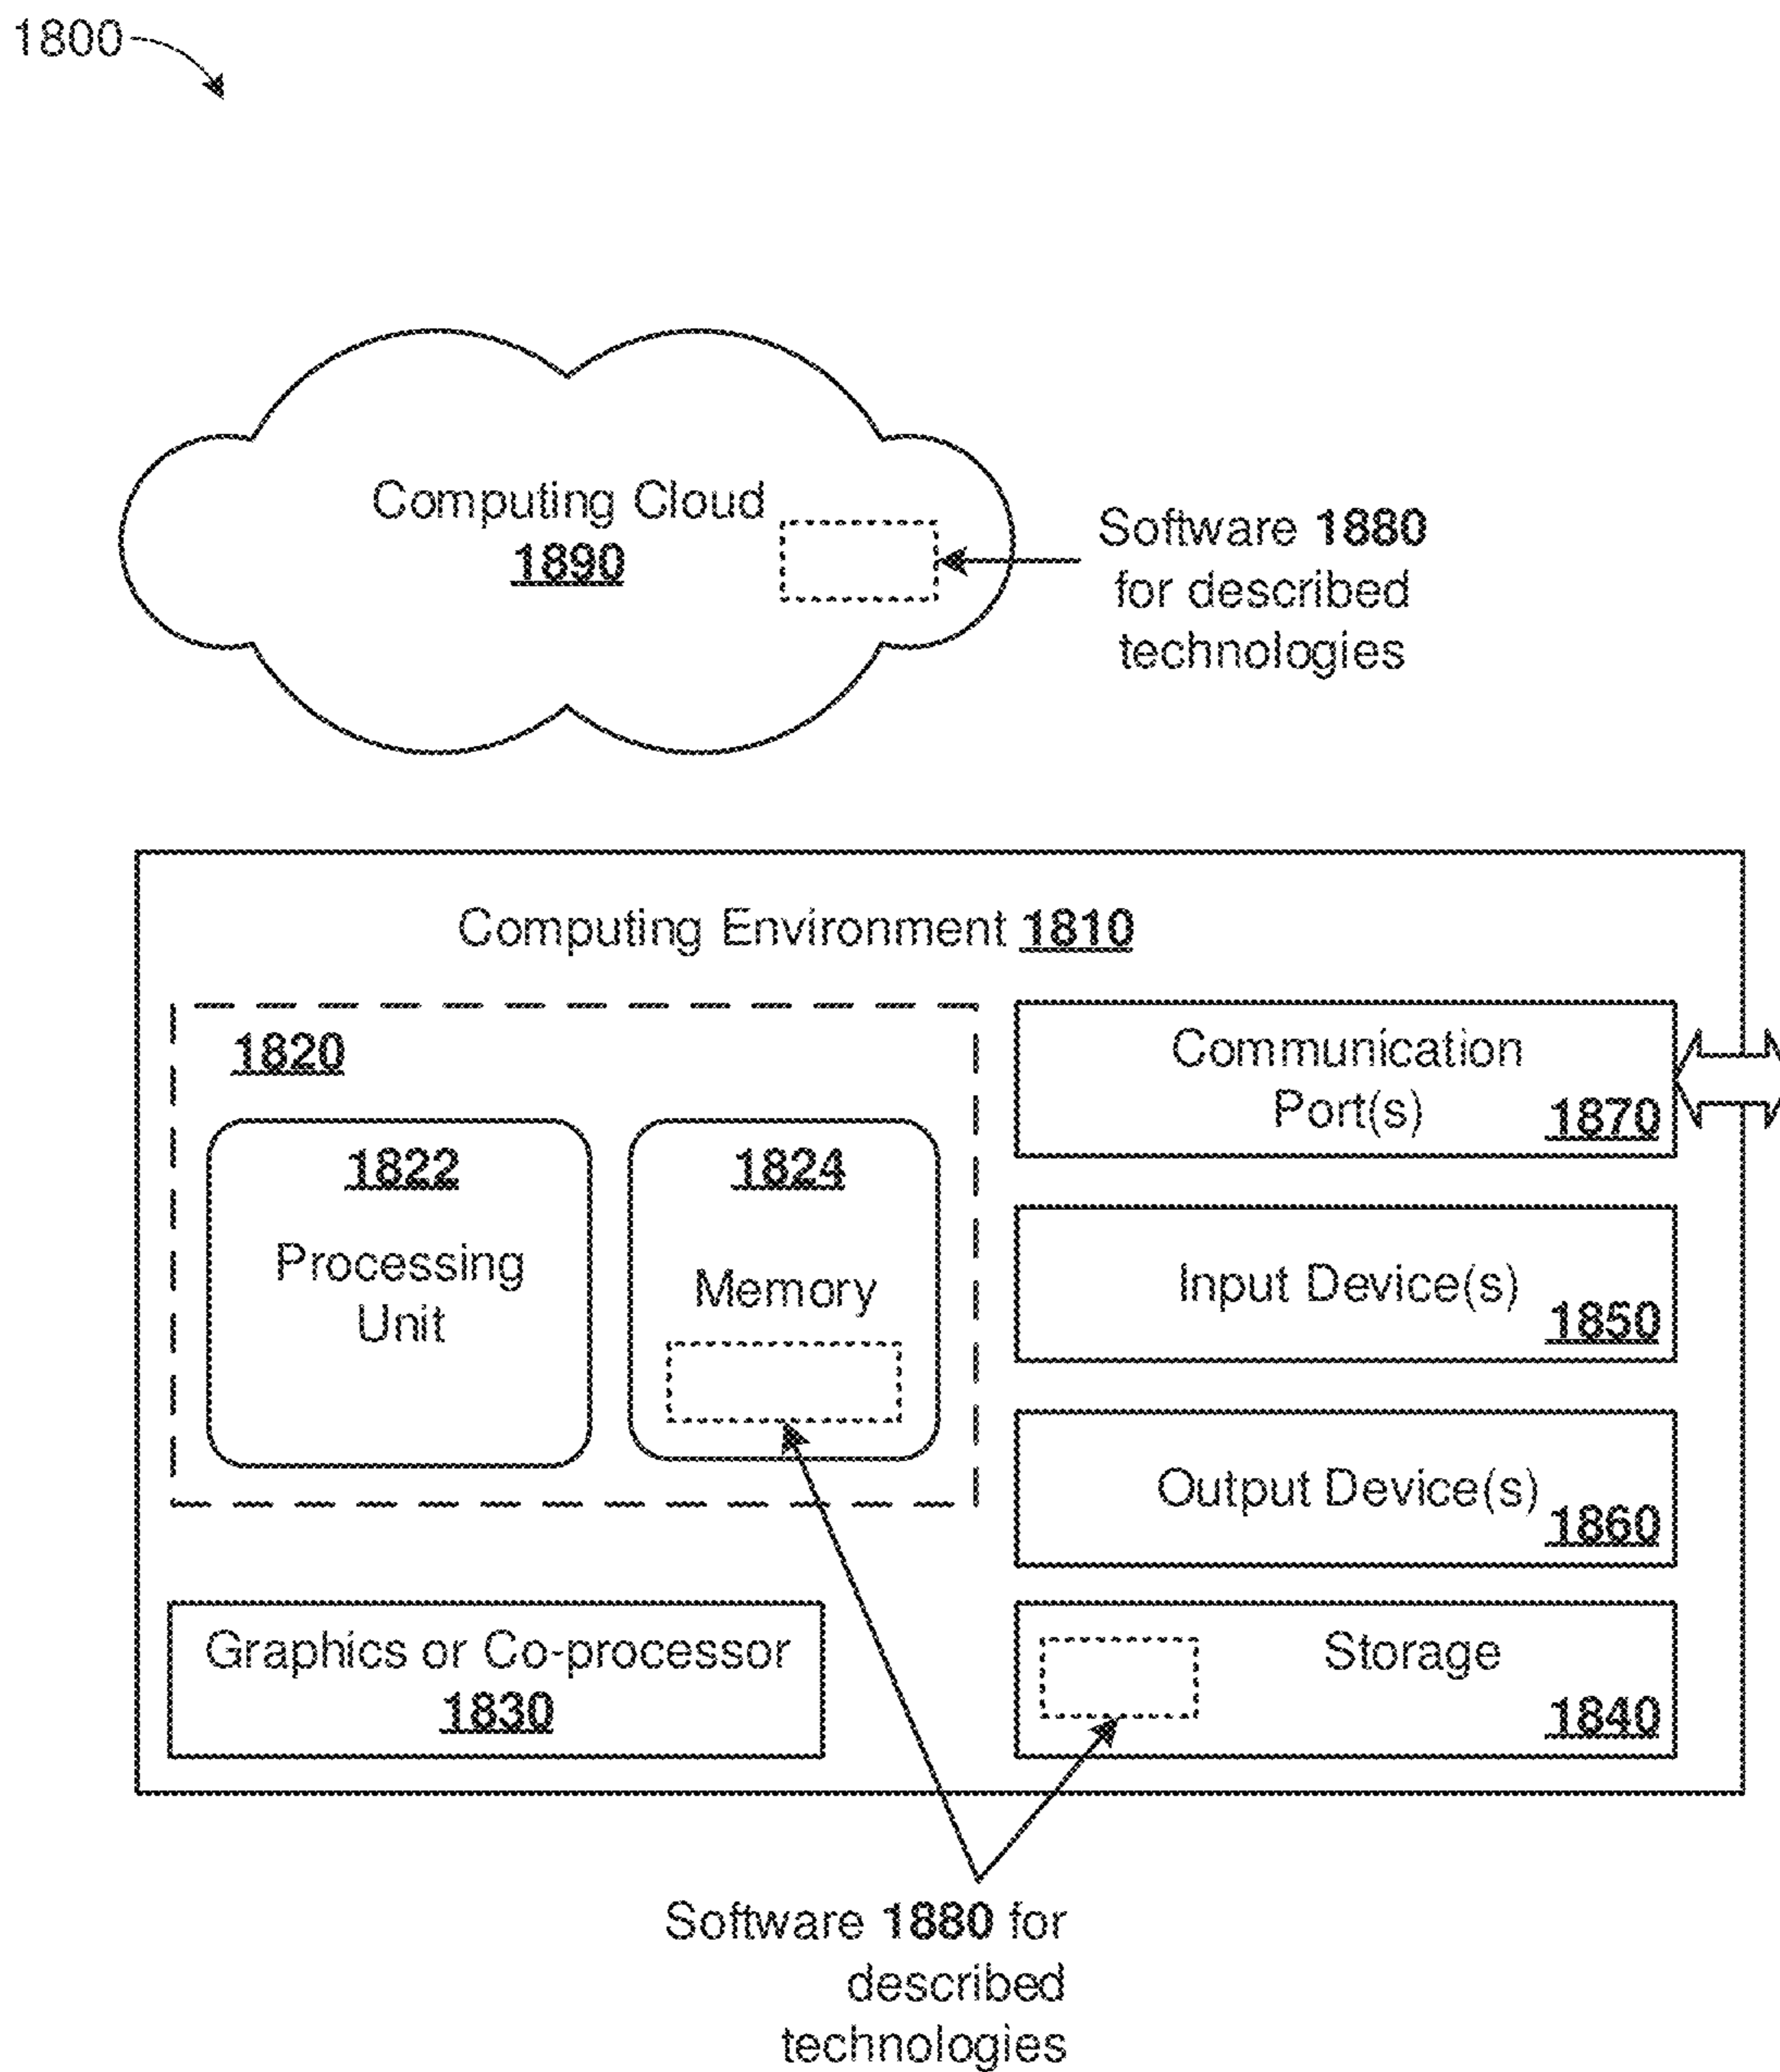 1800
Computing Cloud
1890
Software 1880
for described
technologies
Computing Environment 1810
1820
1822
Processing
Unit
1824
Memory
Communication
Port(s)
1870
Input Device(s)
1850
Output Device(s)
1860
Graphics or Co-processor
1830
Storage
1840
Software 1880 for
described
technologies